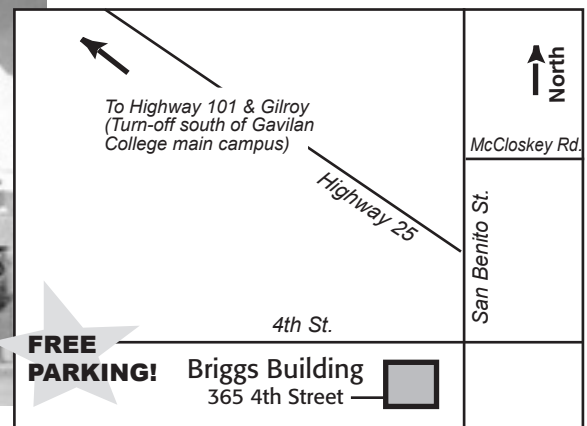 To Highway 101 & Gilroy
(Turn-off south of Gavilan
College main campus)
North
McCloskey Rd.
Highway 25
San Benito St.
4th St.
FREE
PARKING!
Briggs Building
365 4th Street